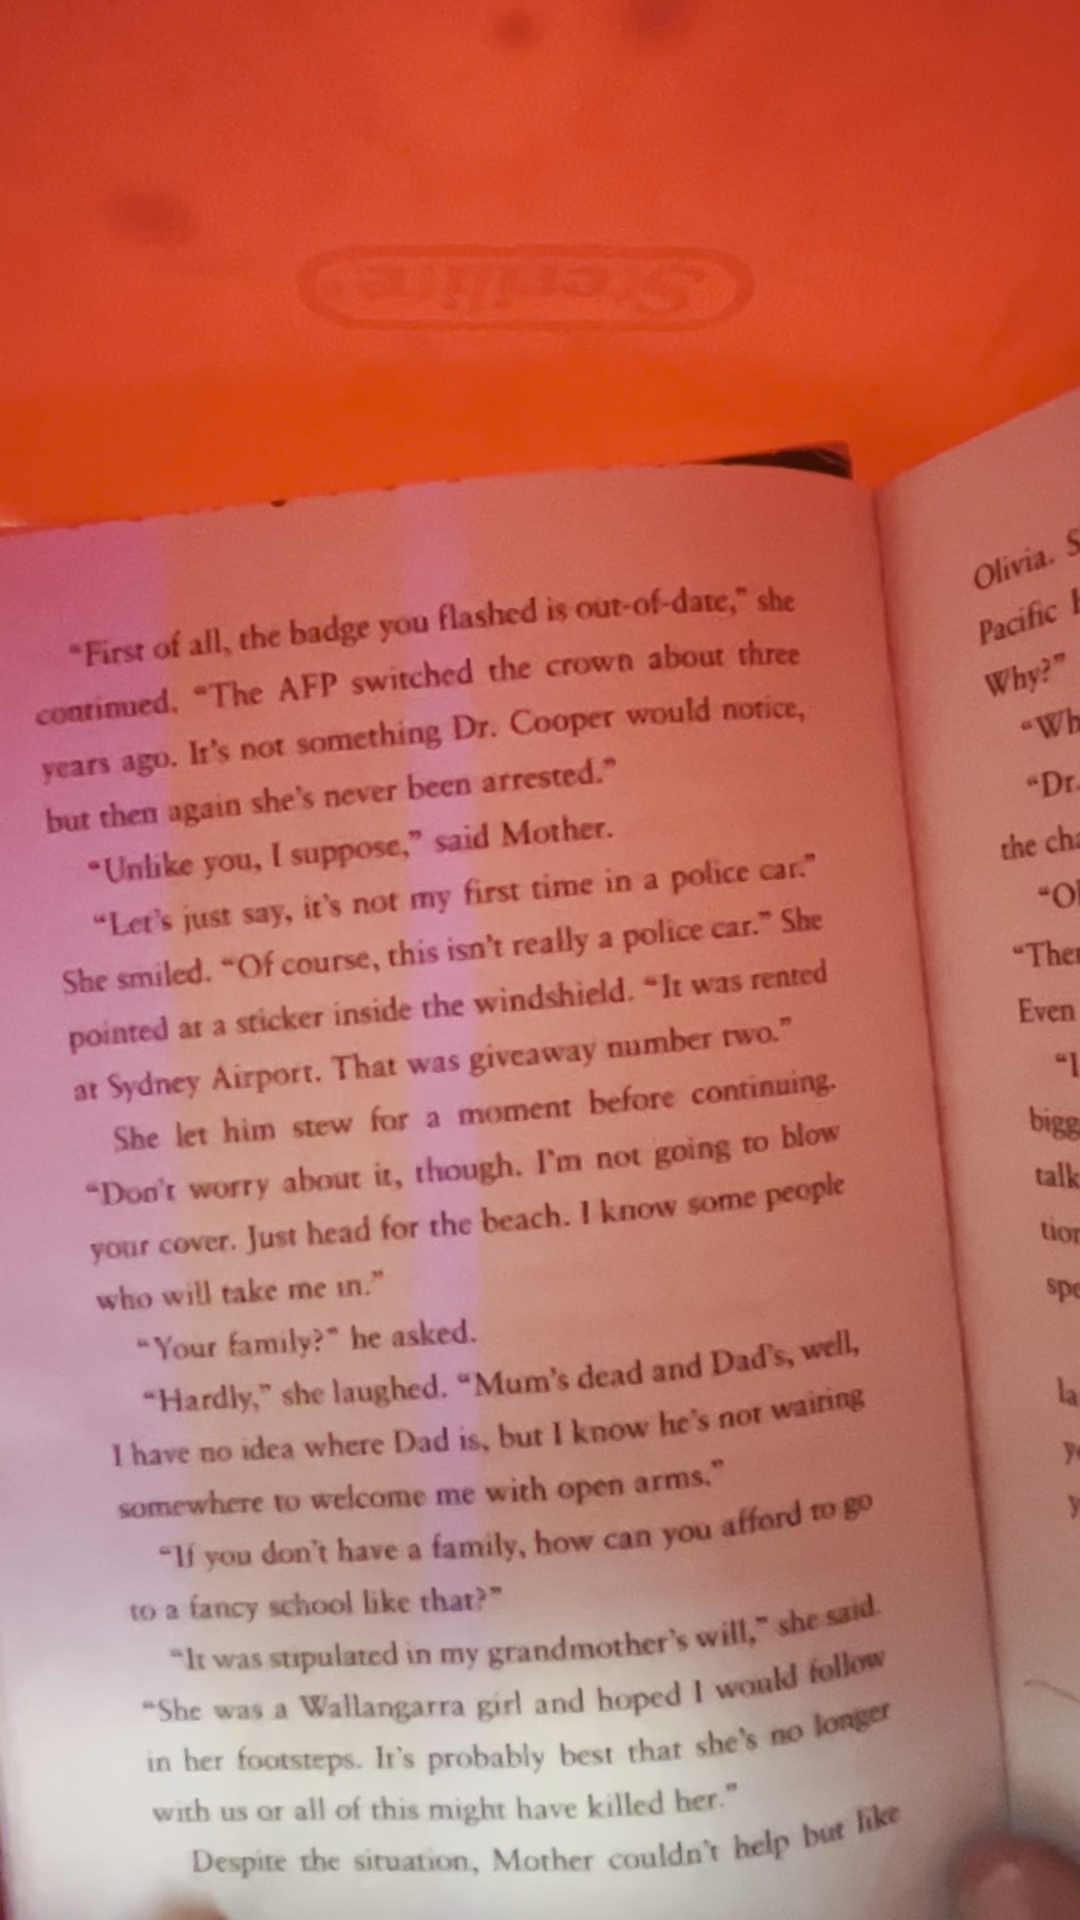 Sterilite
"First of all, the badge you flashed is out-of-date," she
continued. "The AFP switched the crown about three
years ago. It's not something Dr. Cooper would notice,
but then again she's never been arrested."
"Unlike you, I suppose," said Mother.
"Let's just say, it's not my first time in a police car."
She smiled. "Of course, this isn't really a police car." She
pointed at a sticker inside the windshield. "It was rented
at Sydney Airport. That was giveaway number two."
She let him stew for a moment before continuing.
"Don't worry about it, though. I'm not going to blow
your cover. Just head for the beach. I know some people
who will take me in."
"Your family?" he asked.
"Hardly," she laughed. "Mum's dead and Dad's, well,
I have no idea where Dad is, but I know he's not waiting
somewhere to welcome me with open arms."
"If you don't have a family, how can you afford to go
to a fancy school like that?"
"It was stipulated in my grandmother's will," she said.
"She was a Wallangarra girl and hoped I would follow
in her footsteps. It's probably best that she's no longer
with us or all of this might have killed her."
Despite the situation, Mother couldn't help but like
Olivia.
Pacific
Why?"
"Dr.
the
Even